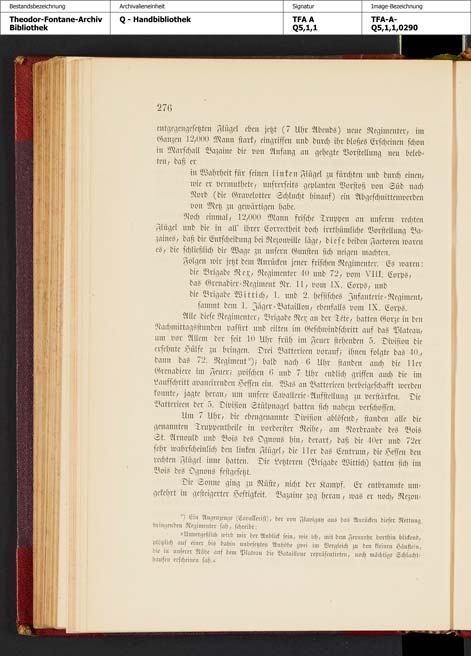 Bestandsbezeichnung
Archivalieneinheit
Signatur
Image-Bezeichnung
Theodor-Fontane-Archiv
Bibliothek
Q - Handbibliothek
TFA A
Q5,1,1
TFA-A-
Q5,1,1,0290
276
entgegengesetzten Flügel eben jetzt (7 Uhr Abends) neue Regimenter, im
Ganzen 12,000 Mann stark, eingriffen und durch ihr bloßes Erscheinen schon
in Marschall Bazaine die von Anfang an gehegte Vorstellung neu beleb-
ten, daß er
in Wahrheit für seinen linken Flügel zu fürchten und durch einen,
wie er vermuthete, unsrerseits geplanten Vorstoß von Süd nach
Nord (die Gravelotter Schlucht hinauf) ein Abgeschnittenwerden
von Metz zu gewärtigen habe.
Noch einmal, 12,000 Mann frische Truppen an unserm rechten
Flügel und die in all' ihrer Correctheit doch irrthümliche Vorstellung Ba-
zaines, daß die Entscheidung bei Rezonville läge, diese beiden Factoren waren
es, die schließlich die Wage zu unsern Gunsten sich neigen machten.
Folgen wir jetzt dem Anrücken jener frischen Regimenter. Es waren:
die Brigade Rex, Regimenter 40 und 72, vom VIII. Corps,
das Grenadier-Regiment Nr. 11, vom IX. Corps, und
die Brigade Wittich, 1. und 2. hessisches Infanterie-Regiment,
sammt dem 1. Jäger-Bataillon, ebenfalls vom IX. Corps.
Alle diese Regimenter, Brigade Rex an der Tête, hatten Gorze in den
Nachmittagsstunden passirt und eilten im Geschwindschritt auf das Plateau,
um vor Allem der seit 10 Uhr früh im Feuer stehenden 5. Division die
ersehnte Hülfe zu bringen. Drei Batterieen voraus; ihnen folgte das 40.,
dann das 72. Regiment*); bald nach 6 Uhr standen auch die 11er
Grenadiere im Feuer; zwischen 6 und 7 Uhr endlich griffen auch die im
Laufschritt avancirenden Hessen ein. Was an Batterieen herbeigeschafft werden
konnte, jagte heran, um unsre Cavallerie-Aufstellung zu verstärken. Die
Batterieen der 5. Division Stülpnagel hatten sich nahezu verschossen.
Um 7 Uhr, die ebengenannte Division ablösend, standen alle die
genannten Truppentheile in vorderster Reihe, am Nordrande des Bois
St. Arnould und Bois des Ognons hin, derart, daß die 40er und 72er
sehr wahrscheinlich den linken Flügel, die 11er das Centrum, die Hessen den
rechten Flügel inne hatten. Die Letzteren (Brigade Wittich) hatten sich im
Bois des Ognons festgesetzt.
Die Sonne ging zu Rüste, nicht der Kampf. Er entbrannte um-
gekehrt in gesteigerter Heftigkeit. Bazaine zog heran, was er noch, Rezon-
*) Ein Augenzeuge (Cavallerist), der von Flavigny aus das Anrücken dieser Rettung
bringenden Regimenter sah, schreibt:
»Unvergeßlich wird mir der Anblick sein, wie ich, mit dem Fernrohr dorthin blickend,
plötzlich auf einer bis dahin unbesetzten Anhöhe zwei im Vergleich zu den kleinen Häuflein,
die in unserer Nähe auf dem Plateau die Bataillone repräsentirten, noch mächtige Schlacht-
haufen erscheinen sah.«